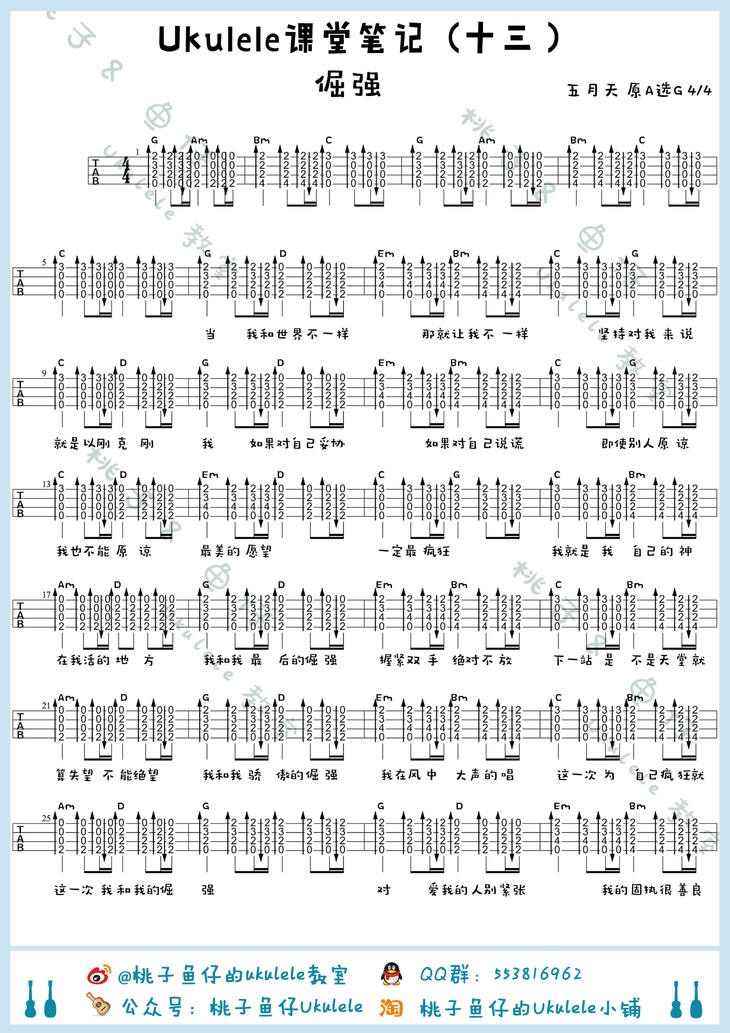 Ukulele课堂笔记（十三）
倔强
五月天 原A选G 4/4
G Am Bm C G Am Bm C
1
C G D Em Bm C G
5
当 我和世界不一样 那就让我不一样 坚持对我来说
C D G D Em Bm C G
9
就是以刚克刚 我 如果对自己妥协 如果对自己说谎 即使别人原谅
C D Em D C G C Bm
13
我也不能原谅 最美的愿望 一定最疯狂 我就是我 自己的神
Am D G D Em Bm C Bm
17
在我活的地方 我和我最后的倔强 握紧双手绝对不放 下一站是不是天堂就
Am D G D Em Bm C Bm
21
算失望 不能绝望 我和我骄傲的倔强 我在风中大声的唱 这一次为自己疯狂就
Am D G G D Em Bm
25
这一次 我和我的倔强 对 爱我的人别紧张 我的固执很善良
@桃子鱼仔的ukulele教室 QQ群：553816962
公众号：桃子鱼仔Ukulele 淘 桃子鱼仔的Ukulele小铺